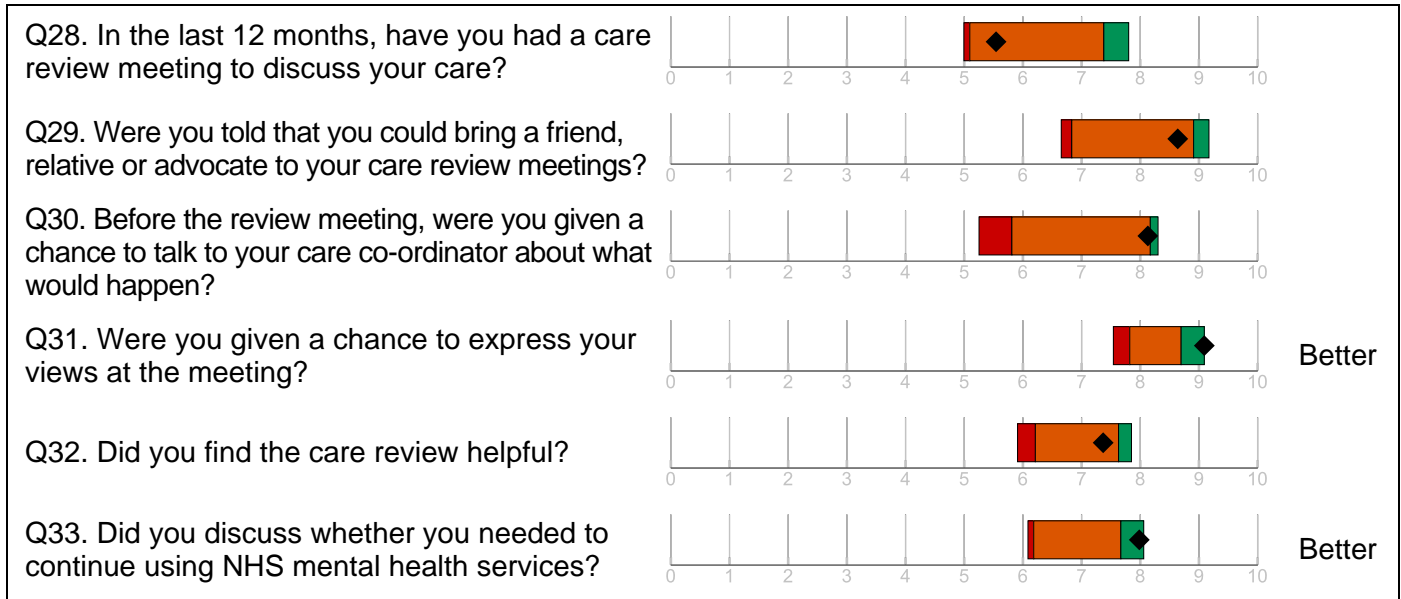 Q28. In the last 12 months, have you had a care
review meeting to discuss your care?
0 1 2 3 4 5 6 7 8 9 10
Q29. Were you told that you could bring a friend,
relative or advocate to your care review meetings?
0 1 2 3 4 5 6 7 8 9 10
Q30. Before the review meeting, were you given a
chance to talk to your care co-ordinator about what
would happen?
0 1 2 3 4 5 6 7 8 9 10
Q31. Were you given a chance to express your
views at the meeting?
Better
0 1 2 3 4 5 6 7 8 9 10
Q32. Did you find the care review helpful?
0 1 2 3 4 5 6 7 8 9 10
Q33. Did you discuss whether you needed to
continue using NHS mental health services?
Better
0 1 2 3 4 5 6 7 8 9 10